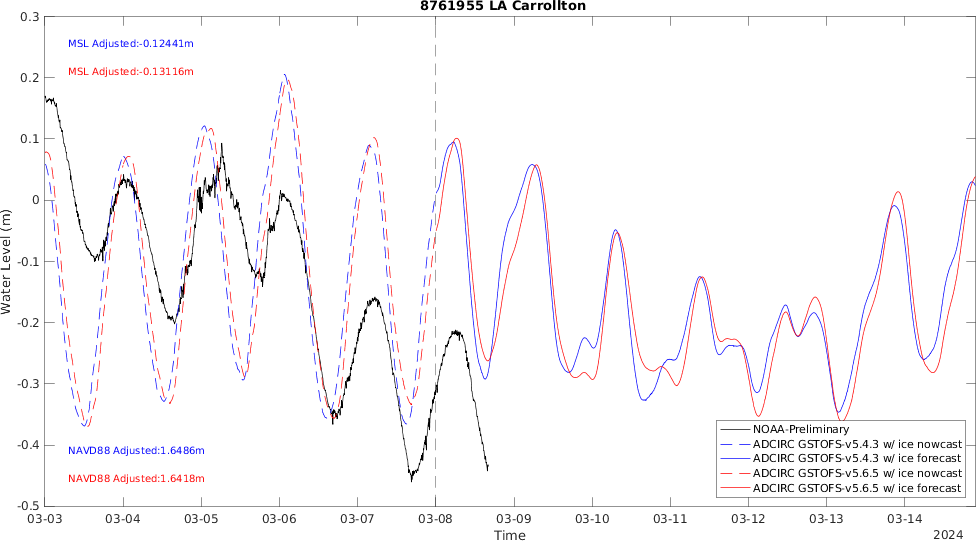 8761955 LA Carrollton
0.3
0.2
0.1
0
-0.1
-0.2
-0.3
-0.4
-0.5
Water Level (m)
MSL Adjusted:-0.12441m
MSL Adjusted:-0.13116m
NAVD88 Adjusted:1.6486m
NAVD88 Adjusted:1.6418m
NOAA-Preliminary
ADCIRC GSTOFS-v5.4.3 w/ ice nowcast
ADCIRC GSTOFS-v5.4.3 w/ ice forecast
ADCIRC GSTOFS-v5.6.5 w/ ice nowcast
ADCIRC GSTOFS-v5.6.5 w/ ice forecast
03-03 03-04 03-05 03-06 03-07 03-08 03-09 03-10 03-11 03-12 03-13 03-14
Time
2024